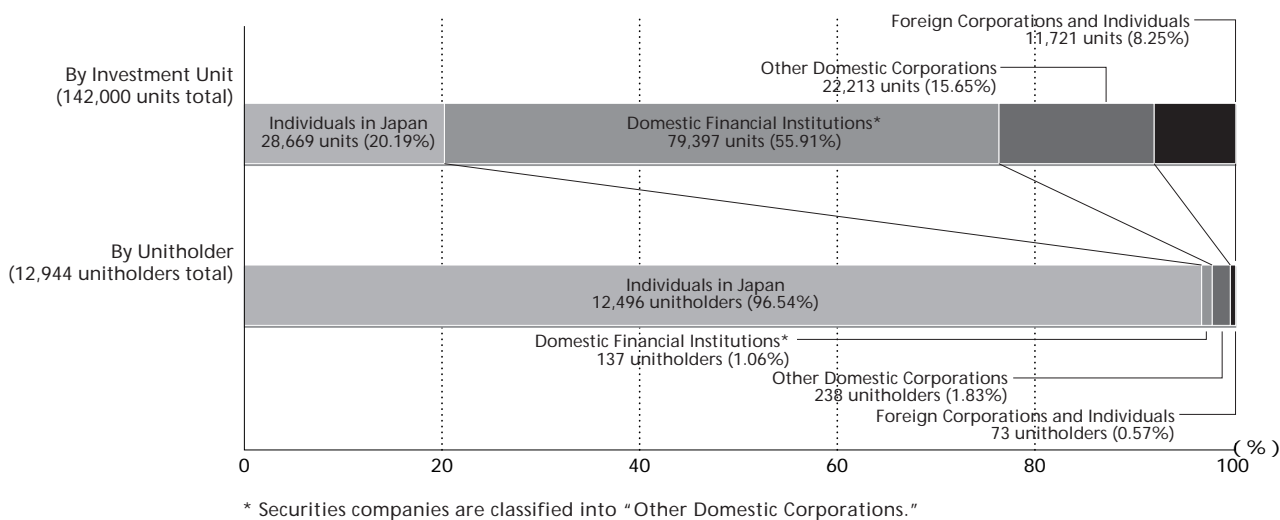 Foreign Corporations and Individuals
11,721 units (8.25%)
Other Domestic Corporations
22,213 units (15.65%)
By Investment Unit
(142,000 units total)
Individuals in Japan
28,669 units (20.19%)
Domestic Financial Institutions*
79,397 units (55.91%)
By Unitholder
(12,944 unitholders total)
Individuals in Japan
12,496 unitholders (96.54%)
Domestic Financial Institutions*
137 unitholders (1.06%)
Other Domestic Corporations
238 unitholders (1.83%)
Foreign Corporations and Individuals
73 unitholders (0.57%)
0 20 40 60 80 100 (%)
* Securities companies are classified into “Other Domestic Corporations.”